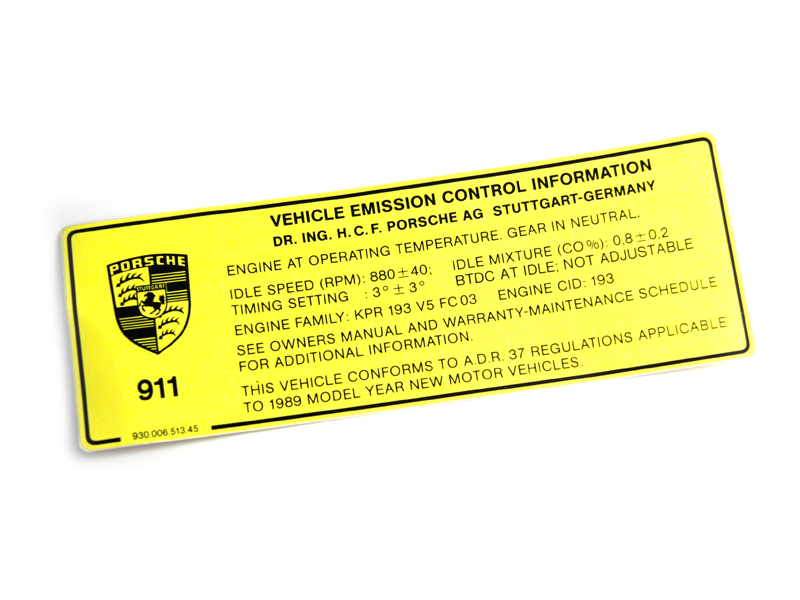 VEHICLE EMISSION CONTROL INFORMATION
DR. ING. H.C.F. PORSCHE AG STUTTGART-GERMANY
ENGINE AT OPERATING TEMPERATURE. GEAR IN NEUTRAL.
IDLE SPEED (RPM): 880 ± 40; IDLE MIXTURE (CO %): 0,8 ± 0,2
TIMING SETTING : 3° ± 3° BTDC AT IDLE; NOT ADJUSTABLE
ENGINE FAMILY: KPR 193 V5 FC 03 ENGINE CID: 193
SEE OWNERS MANUAL AND WARRANTY-MAINTENANCE SCHEDULE
FOR ADDITIONAL INFORMATION.
THIS VEHICLE CONFORMS TO A.D.R. 37 REGULATIONS APPLICABLE
TO 1989 MODEL YEAR NEW MOTOR VEHICLES.
PORSCHE
STUTTGART
911
930.006.513.45